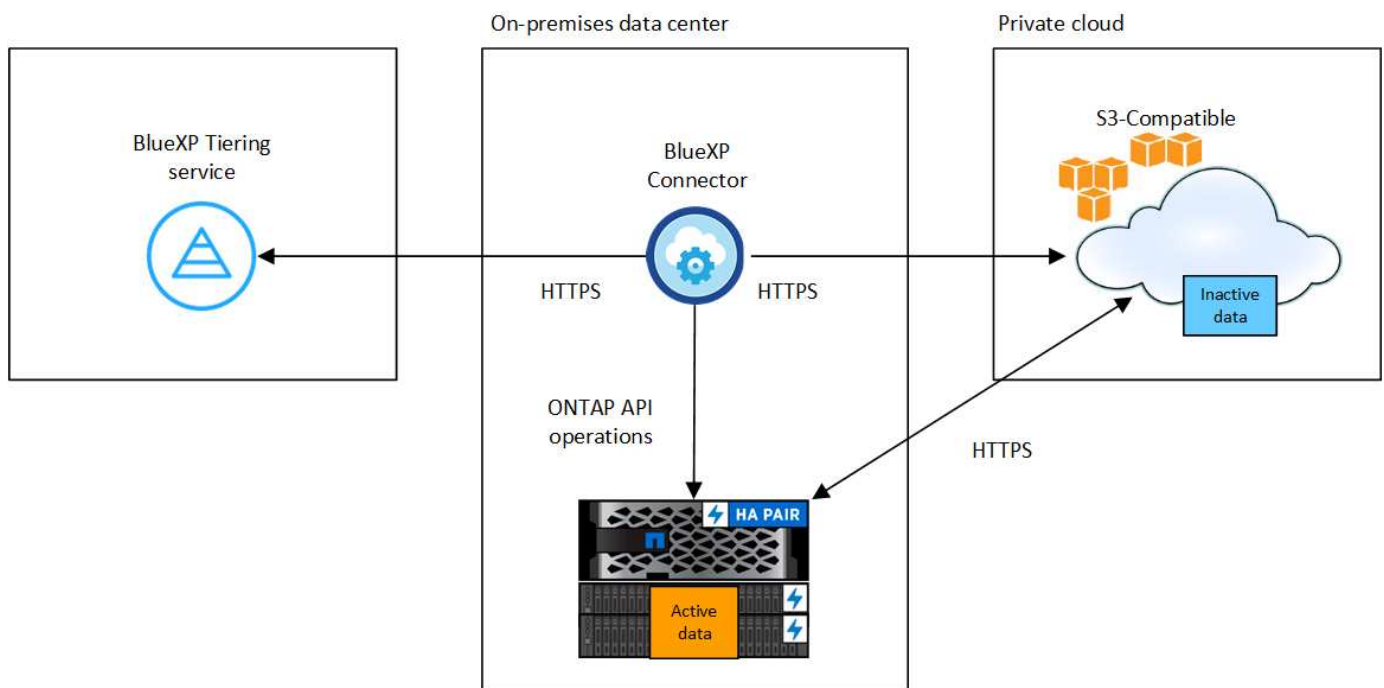 On-premises data center
Private cloud
BlueXP Tiering
service
BlueXP
Connector
S3-Compatible
HTTPS
HTTPS
Inactive
data
ONTAP API
operations
HTTPS
HA PAIR
Active
data